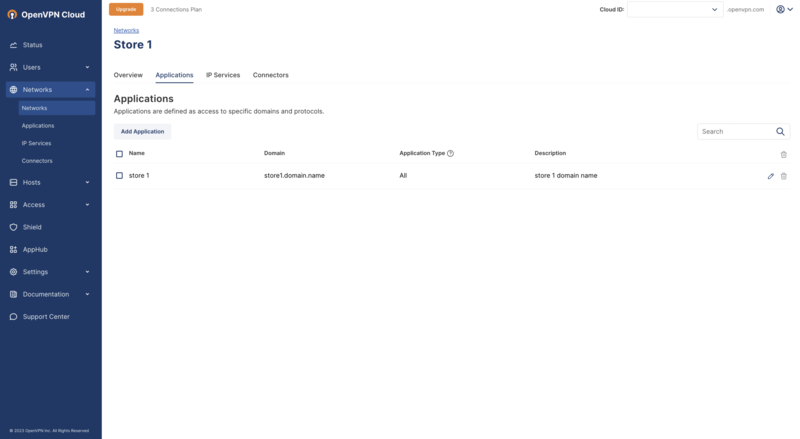 OpenVPN Cloud
Upgrade 3 Connections Plan Cloud ID: .openvpn.com
Status
Users
Networks
Networks
Applications
IP Services
Connectors
Hosts
Access
Shield
AppHub
Settings
Documentation
Support Center
© 2023 OpenVPN Inc. All Rights Reserved
Networks
Store 1
Overview Applications IP Services Connectors
Applications
Applications are defined as access to specific domains and protocols.
Add Application Search
Name Domain Application Type Description
store 1 store1.domain.name All store 1 domain name